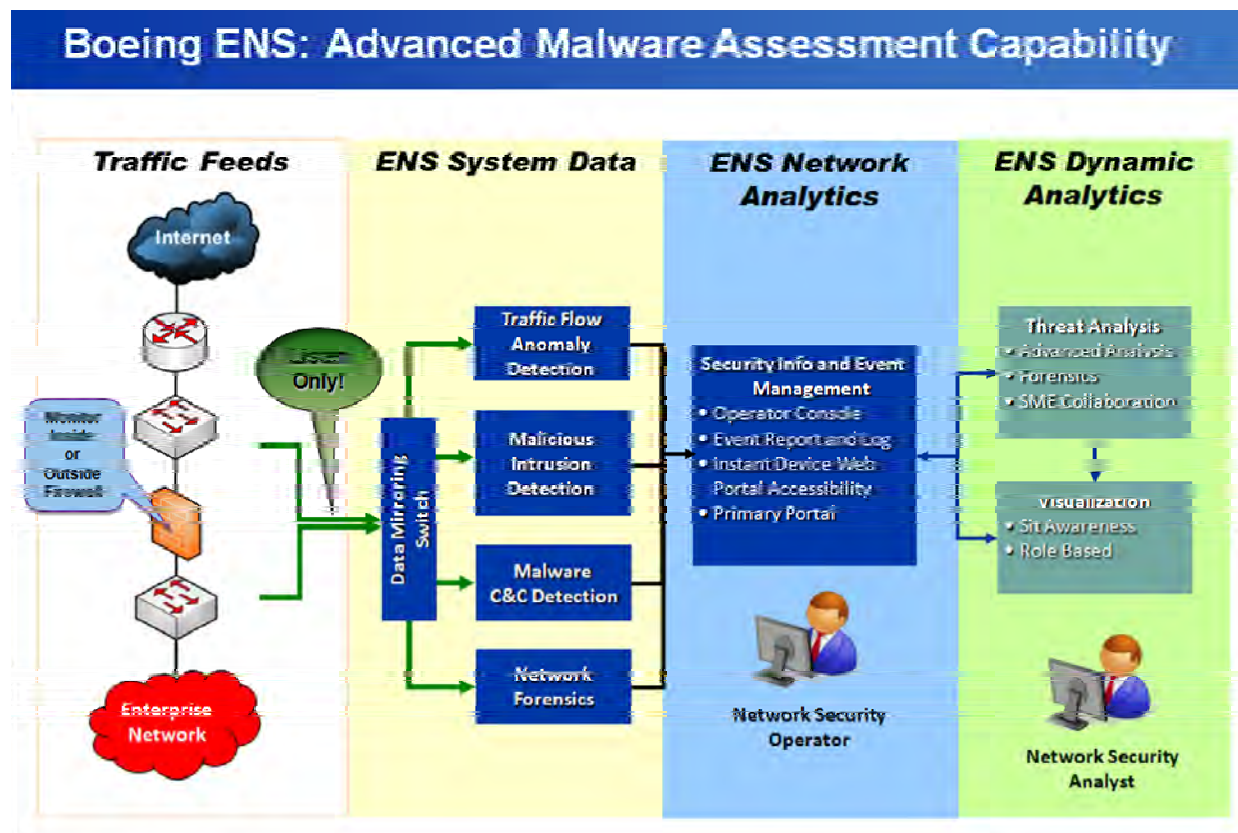 Boeing ENS: Advanced Malware Assessment Capability
Traffic Feeds
Internet
Monitor
Inside
or
Outside
Firewall
Enterprise
Network
Only!
ENS System Data
Data Mirroring
Switch
Traffic Flow
Anomaly
Detection
Malicious
Intrusion
Detection
Malware
C&C Detection
Network
Forensics
ENS Network
Analytics
Security Info and Event
Management
• Operator Console
• Event Report and Log
• Instant Device Web
Portal Accessibility
• Primary Portal
Network Security
Operator
ENS Dynamic
Analytics
Threat Analysis
• Advanced Analysis
• Forensics
• SME Collaboration
Visualization
• Sit Awareness
• Role Based
Network Security
Analyst